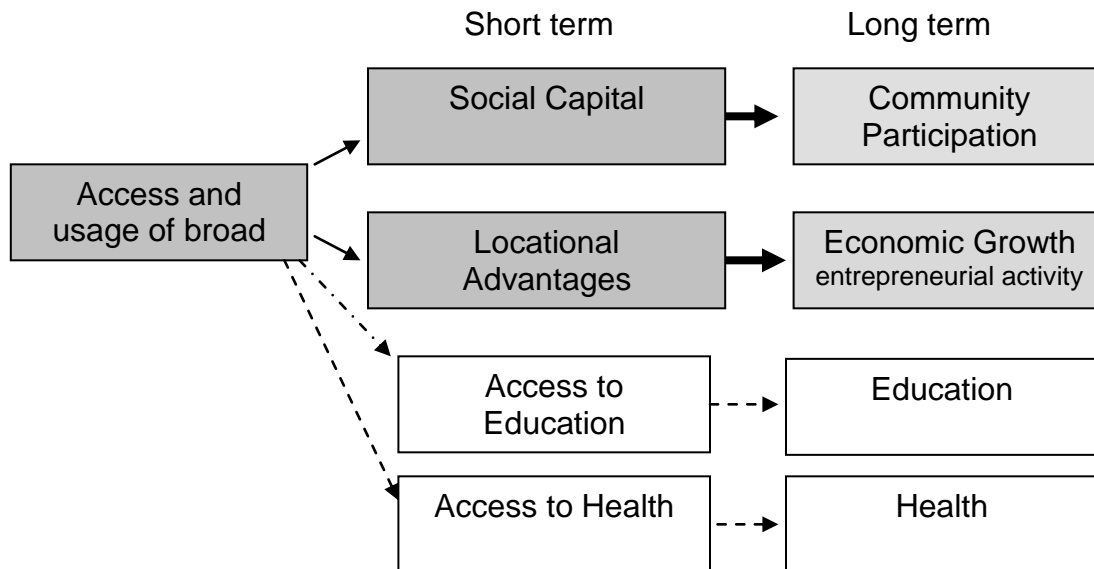 Short term
Long term
Social Capital
Community
Participation
Access and
usage of broad
Locational
Advantages
Economic Growth
entrepreneurial activity
Access to
Education
Education
Access to Health
Health